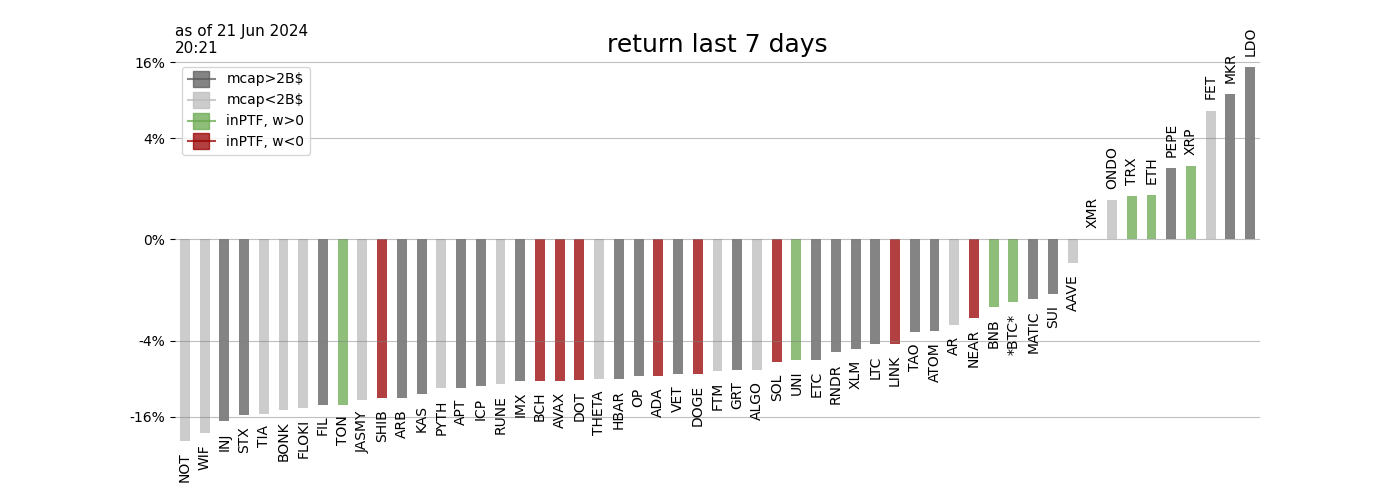 as of 21 Jun 2024
20:21
return last 7 days
16%
4%
0%
-4%
-16%
mcap>2B$
mcap<2B$
inPTF, w>0
inPTF, w<0
NOT
WIF
INJ
STX
TIA
BONK
FLOKI
FIL
TON
JASMY
SHIB
ARB
KAS
PYTH
APT
ICP
RUNE
IMX
BCH
AVAX
DOT
THETA
HBAR
OP
ADA
VET
DOGE
FTM
GRT
ALGO
SOL
UNI
ETC
RNDR
XLM
LTC
LINK
TAO
ATOM
AR
NEAR
BNB
*BTC*
MATIC
SUI
AAVE
XMR
ONDO
TRX
ETH
PEPE
XRP
FET
MKR
LDO